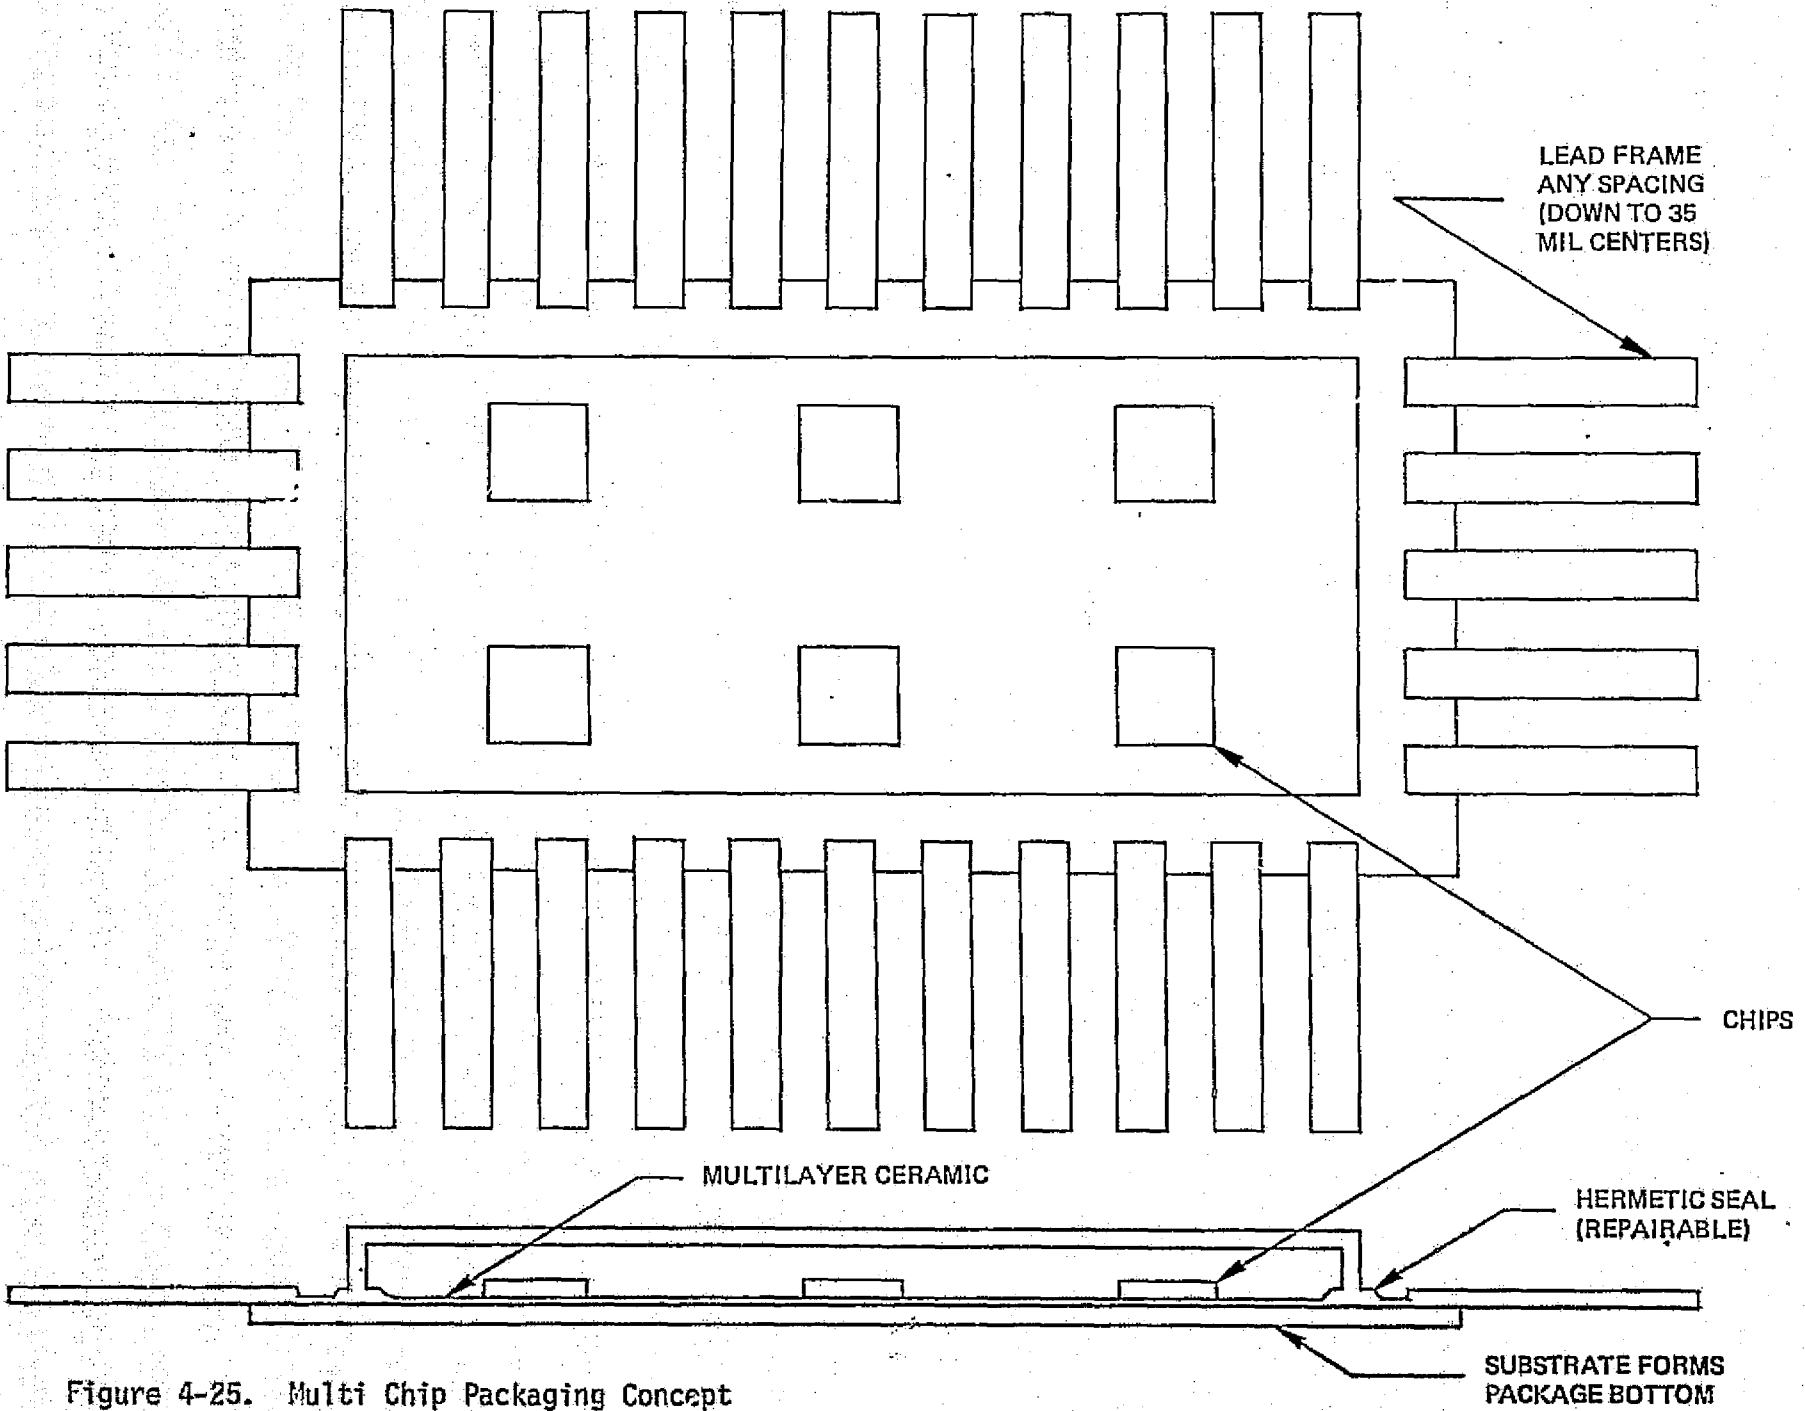 LEAD FRAME
ANY SPACING
(DOWN TO 35
MIL CENTERS)
CHIPS
MULTILAYER CERAMIC
HERMETIC SEAL
(REPAIRABLE)
SUBSTRATE FORMS
PACKAGE BOTTOM
Figure 4-25. Multi Chip Packaging Concept